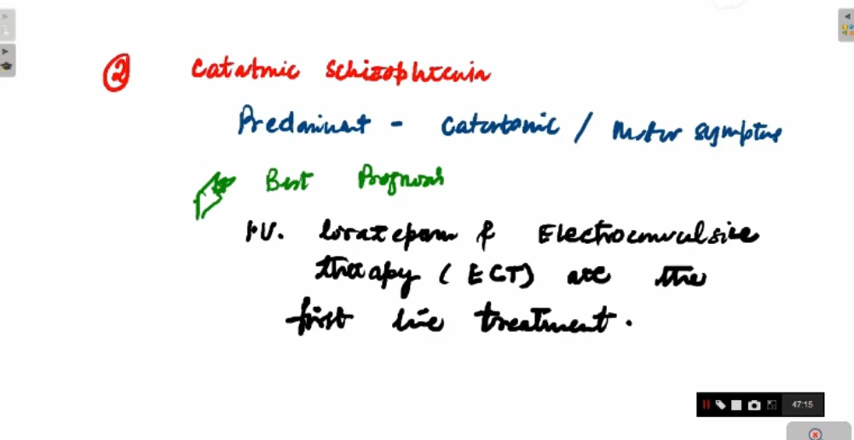 ② Catatonic Schizophrenia
Predominant - Catatonic / Motor symptoms
Best Prognosis
I.V. lorazepam & Electroconvulsive
therapy (ECT) are the
first line treatment.
47:15